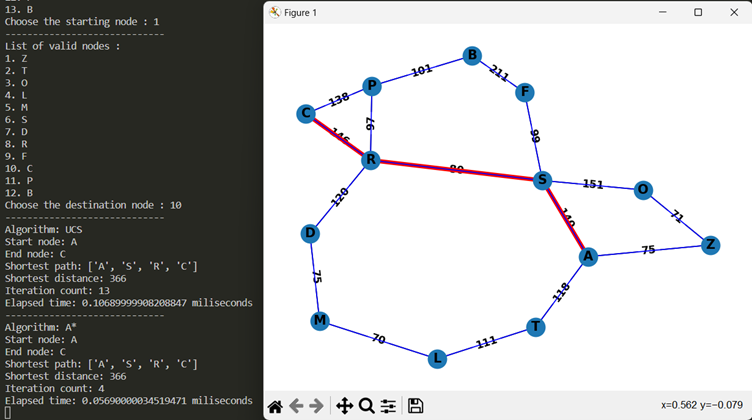 13. B
Choose the starting node : 1
----------------------------
List of valid nodes :
1. Z
2. T
3. O
4. L
5. M
6. S
7. D
8. R
9. F
10. C
11. P
12. B
Choose the destination node : 10
----------------------------
Algorithm: UCS
Start node: A
End node: C
Shortest path: ['A', 'S', 'R', 'C']
Shortest distance: 366
Iteration count: 13
Elapsed time: 0.10689999908208847 miliseconds
----------------------------
Algorithm: A*
Start node: A
End node: C
Shortest path: ['A', 'S', 'R', 'C']
Shortest distance: 366
Iteration count: 4
Elapsed time: 0.05690000034519471 miliseconds
Figure 1
B
101
211
P
F
138
C
97
99
146
R
80
S
151
O
120
140
71
D
A
75
Z
75
118
M
T
70
111
L
x=0.562 y=−0.079